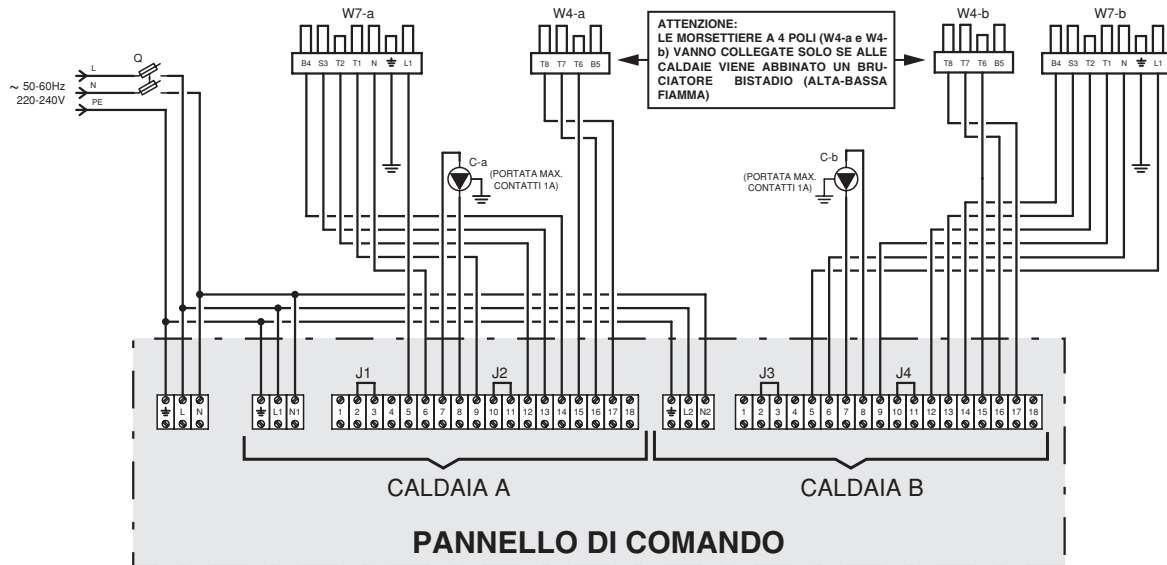 W7-a
W4-a
ATTENZIONE:
LE MORSETTIERE A 4 POLI (W4-a e W4-
b) VANNO COLLEGATE SOLO SE ALLE
CALDAIE VIENE ABBINATO UN BRU-
CIATORE BISTADIO (ALTA-BASSA
FIAMMA)
W4-b
W7-b
B4 S3 T2 T1 N L1
T8 T7 T6 B5
T8 T7 T6 B5
B4 S3 T2 T1 N L1
Q
L
N
PE
~ 50-60Hz
220-240V
C-a
(PORTATA MAX.
CONTATTI 1A)
C-b
(PORTATA MAX.
CONTATTI 1A)
J1
J2
J3
J4
L N
L1 N1
1 2 3 4 5 6 7 8 9 10 11 12 13 14 15 16 17 18
L2 N2
1 2 3 4 5 6 7 8 9 10 11 12 13 14 15 16 17 18
CALDAIA A
CALDAIA B
PANNELLO DI COMANDO